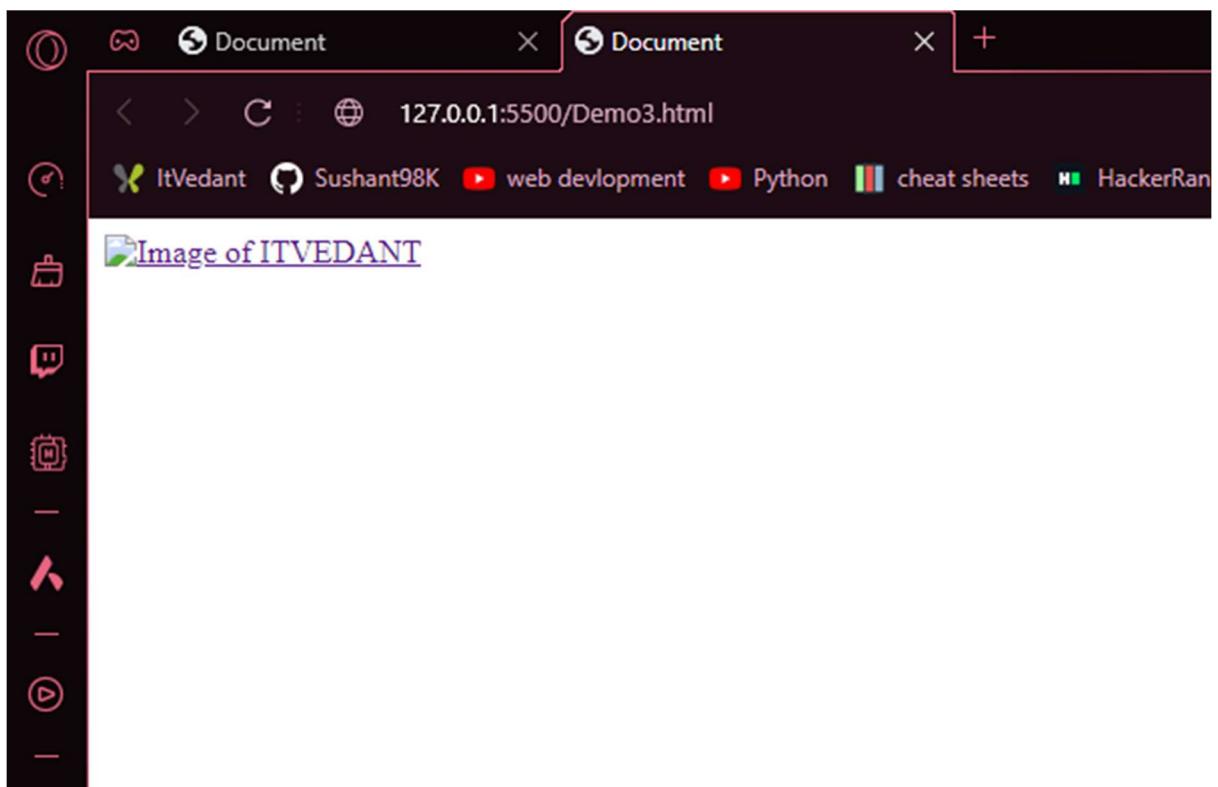 Document Document
127.0.0.1:5500/Demo3.html
ItVedant Sushant98K web devlopment Python cheat sheets HackerRan
Image of ITVEDANT